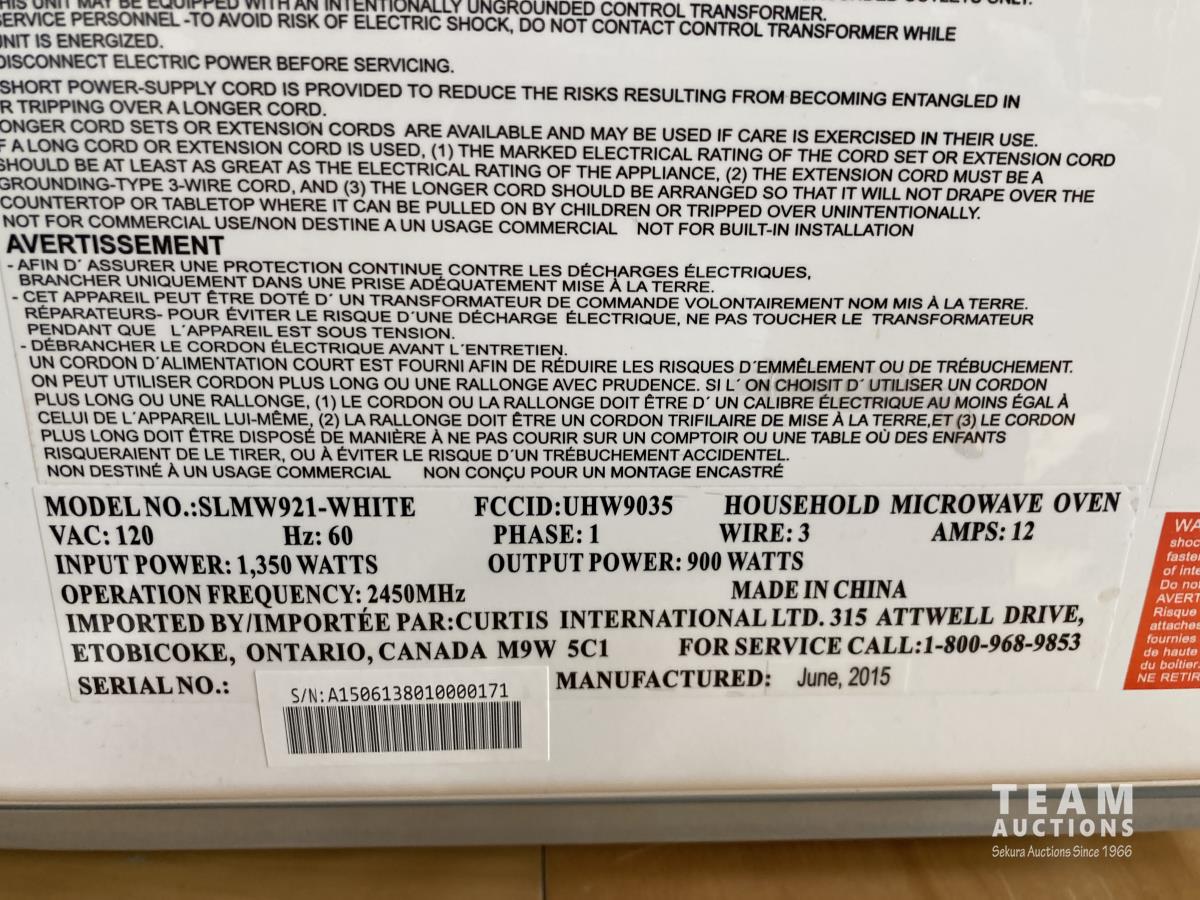 THIS UNIT MAY BE EQUIPPED WITH AN INTENTIONALLY UNGROUNDED CONTROL TRANSFORMER.
SERVICE PERSONNEL -TO AVOID RISK OF ELECTRIC SHOCK, DO NOT CONTACT CONTROL TRANSFORMER WHILE
UNIT IS ENERGIZED.
DISCONNECT ELECTRIC POWER BEFORE SERVICING.
SHORT POWER-SUPPLY CORD IS PROVIDED TO REDUCE THE RISKS RESULTING FROM BECOMING ENTANGLED IN
R TRIPPING OVER A LONGER CORD.
ONGER CORD SETS OR EXTENSION CORDS ARE AVAILABLE AND MAY BE USED IF CARE IS EXERCISED IN THEIR USE.
F A LONG CORD OR EXTENSION CORD IS USED, (1) THE MARKED ELECTRICAL RATING OF THE CORD SET OR EXTENSION CORD
SHOULD BE AT LEAST AS GREAT AS THE ELECTRICAL RATING OF THE APPLIANCE, (2) THE EXTENSION CORD MUST BE A
GROUNDING-TYPE 3-WIRE CORD, AND (3) THE LONGER CORD SHOULD BE ARRANGED SO THAT IT WILL NOT DRAPE OVER THE
COUNTERTOP OR TABLETOP WHERE IT CAN BE PULLED ON BY CHILDREN OR TRIPPED OVER UNINTENTIONALLY.
NOT FOR COMMERCIAL USE/NON DESTINE A UN USAGE COMMERCIAL NOT FOR BUILT-IN INSTALLATION
AVERTISSEMENT
- AFIN D´ ASSURER UNE PROTECTION CONTINUE CONTRE LES DÉCHARGES ÉLECTRIQUES,
BRANCHER UNIQUEMENT DANS UNE PRISE ADÉQUATEMENT MISE À LA TERRE.
- CET APPAREIL PEUT ÊTRE DOTÉ D´ UN TRANSFORMATEUR DE COMMANDE VOLONTAIREMENT NOM MIS À LA TERRE.
RÉPARATEURS- POUR ÉVITER LE RISQUE D´UNE DÉCHARGE ÉLECTRIQUE, NE PAS TOUCHER LE TRANSFORMATEUR
PENDANT QUE L´APPAREIL EST SOUS TENSION.
- DÉBRANCHER LE CORDON ÉLECTRIQUE AVANT L´ENTRETIEN.
UN CORDON D´ALIMENTATION COURT EST FOURNI AFIN DE RÉDUIRE LES RISQUES D´EMMÊLEMENT OU DE TRÉBUCHEMENT.
ON PEUT UTILISER CORDON PLUS LONG OU UNE RALLONGE AVEC PRUDENCE. SI L´ ON CHOISIT D´ UTILISER UN CORDON
PLUS LONG OU UNE RALLONGE, (1) LE CORDON OU LA RALLONGE DOIT ÊTRE D´ UN CALIBRE ÉLECTRIQUE AU MOINS ÉGAL À
CELUI DE L´APPAREIL LUI-MÊME, (2) LA RALLONGE DOIT ÊTRE UN CORDON TRIFILAIRE DE MISE À LA TERRE,ET (3) LE CORDON
PLUS LONG DOIT ÊTRE DISPOSÉ DE MANIÈRE À NE PAS COURIR SUR UN COMPTOIR OU UNE TABLE OÙ DES ENFANTS
RISQUERAIENT DE LE TIRER, OU À ÉVITER LE RISQUE D´UN TRÉBUCHEMENT ACCIDENTEL.
NON DESTINÉ À UN USAGE COMMERCIAL NON CONÇU POUR UN MONTAGE ENCASTRÉ
MODEL NO.:SLMW921-WHITE FCCID:UHW9035 HOUSEHOLD MICROWAVE OVEN
VAC: 120 Hz: 60 PHASE: 1 WIRE: 3 AMPS: 12
INPUT POWER: 1,350 WATTS OUTPUT POWER: 900 WATTS
OPERATION FREQUENCY: 2450MHz MADE IN CHINA
IMPORTED BY/IMPORTÉE PAR:CURTIS INTERNATIONAL LTD. 315 ATTWELL DRIVE,
ETOBICOKE, ONTARIO, CANADA M9W 5C1 FOR SERVICE CALL:1-800-968-9853
SERIAL NO.: S/N: A1506138010000171 MANUFACTURED: June, 2015
WA
shoc
faste
of inte
Do not
AVERT
Risque
attaches
fournies
de haute
du boîtier.
NE RETIR
TEAM
AUCTIONS
Sekura Auctions Since 1966